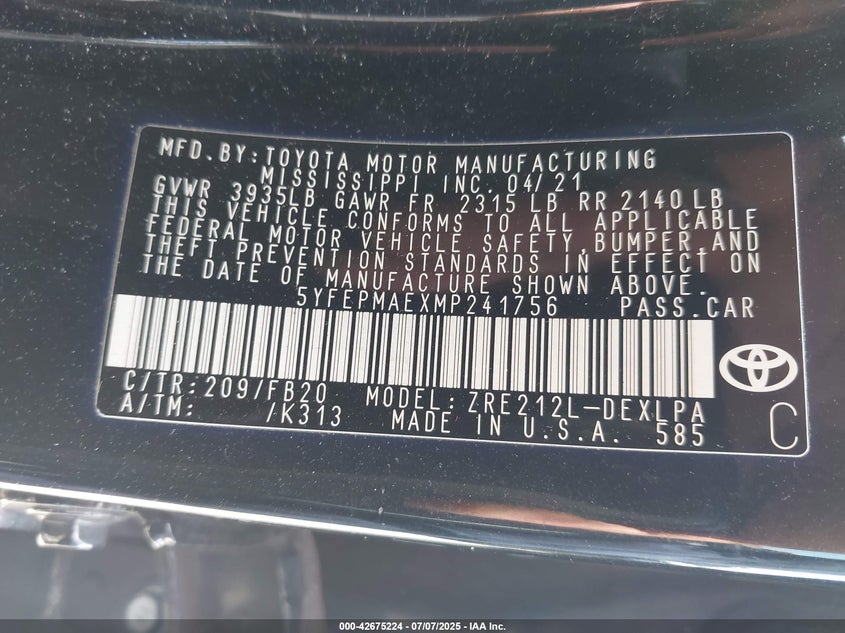 MFD.BY:TOYOTA MOTOR MANUFACTURING
MISSISSIPPI INC. 04/21
GVWR 3935LB GAWR FR 2315 LB RR 2140 LB
THIS VEHICLE CONFORMS TO ALL APPLICABLE
FEDERAL MOTOR VEHICLE SAFETY,BUMPER,AND
THEFT PREVENTION STANDARDS IN EFFECT ON
THE DATE OF MANUFACTURE SHOWN ABOVE.
5YFEPMAEXMP241756 PASS.CAR
C/TR:209/FB20 MODEL:ZRE212L-DEXLPA
A/TM: /K313 MADE IN U.S.A. 585
C
000-42675224 - 07/07/2025 - IAA Inc.